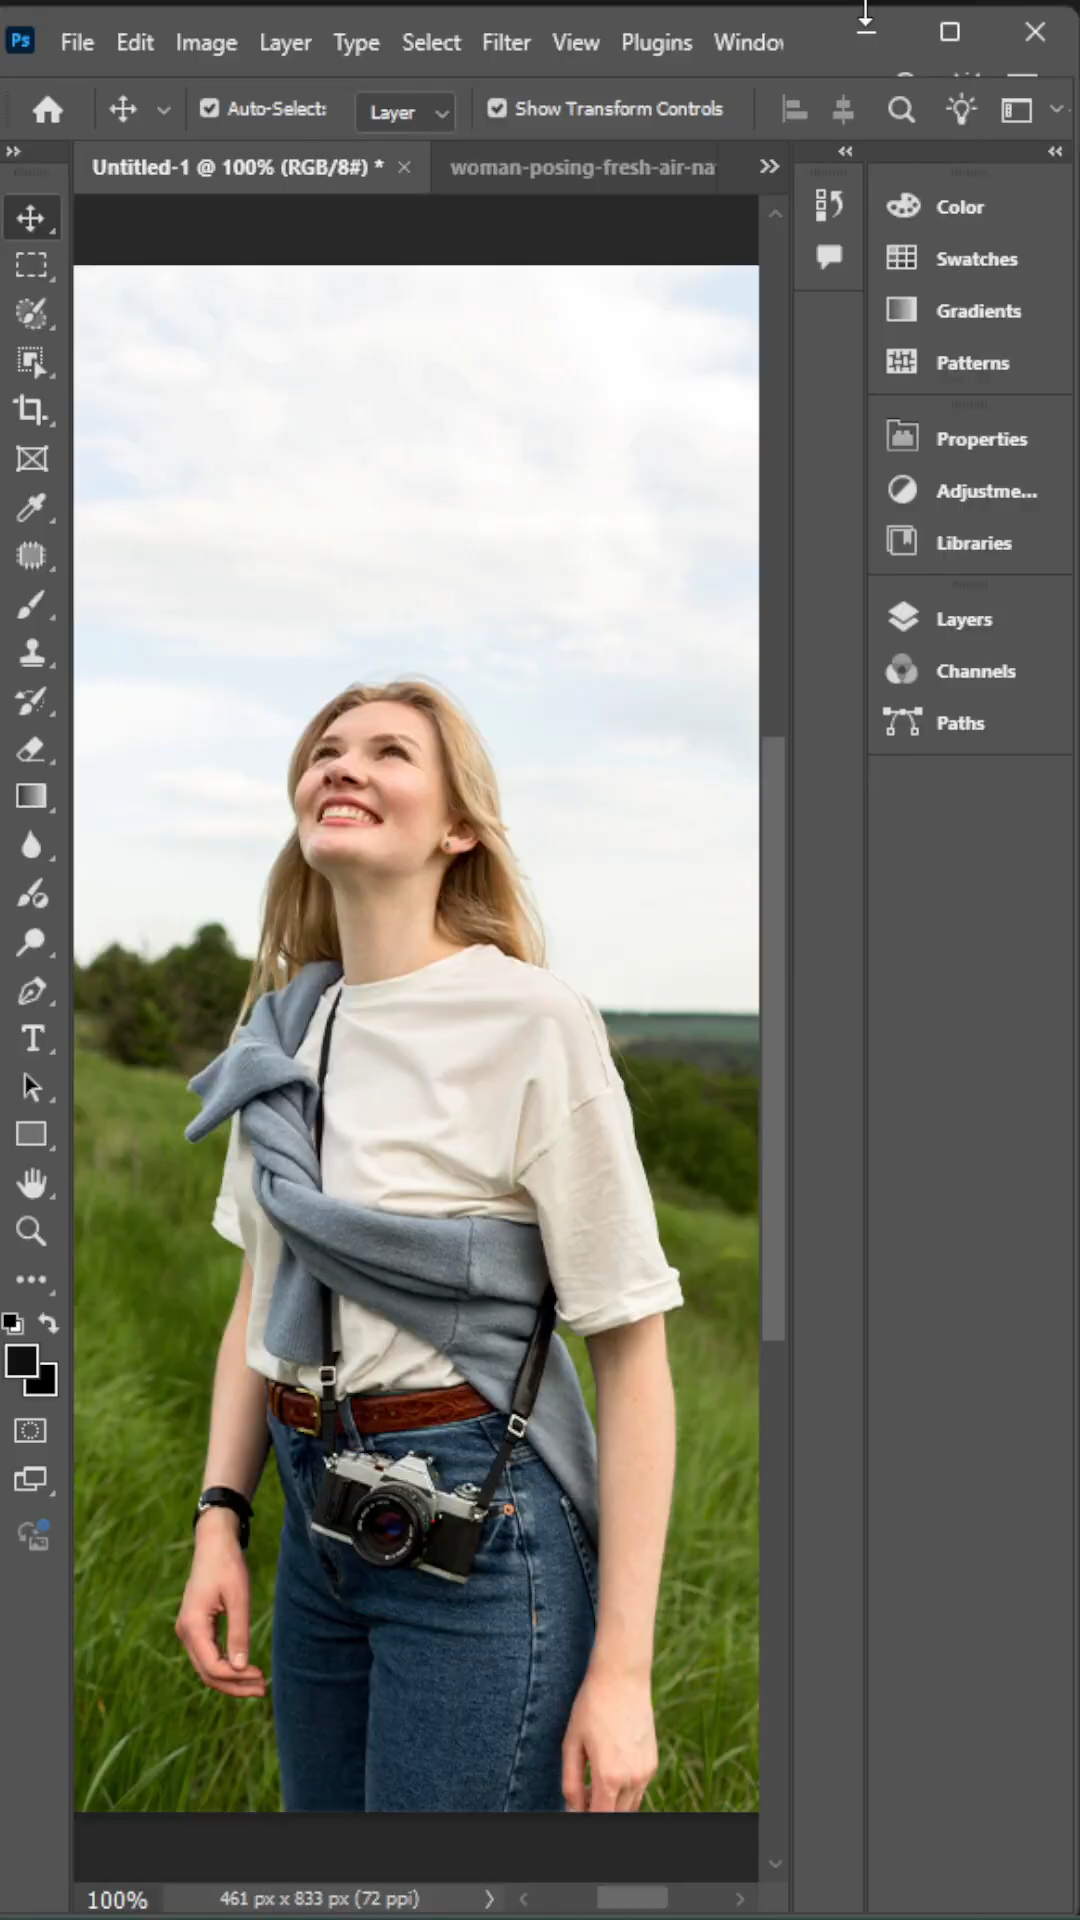 Ps File Edit Image Layer Type Select Filter View Plugins Window
Auto-Select: Layer Show Transform Controls
Untitled-1 @ 100% (RGB/8#) * × woman-posing-fresh-air-na
Color
Swatches
Gradients
Patterns
Properties
Adjustme...
Libraries
Layers
Channels
Paths
100% 461 px x 833 px (72 ppi)